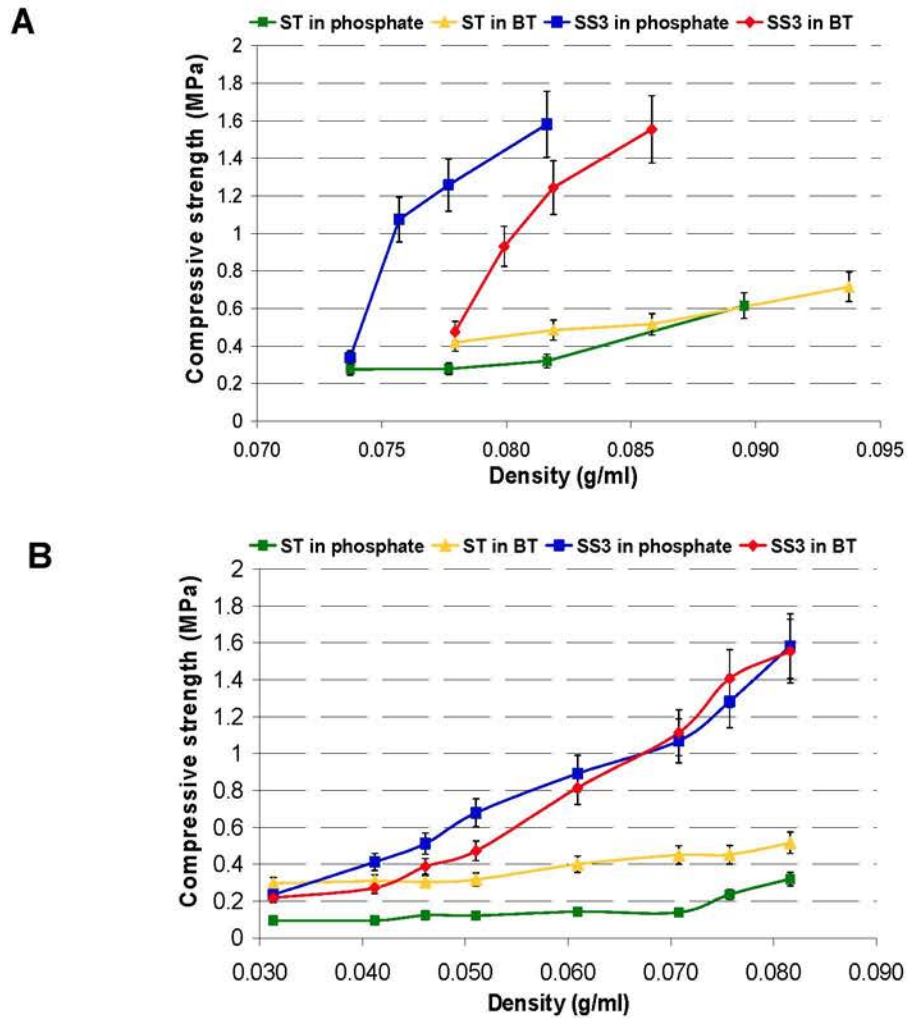 A
ST in phosphate ST in BT SS3 in phosphate SS3 in BT
Compressive strength (MPa)
2
1.8
1.6
1.4
1.2
1
0.8
0.6
0.4
0.2
0
0.070 0.075 0.080 0.085 0.090 0.095
Density (g/ml)
B
ST in phosphate ST in BT SS3 in phosphate SS3 in BT
Compressive strength (MPa)
2
1.8
1.6
1.4
1.2
1
0.8
0.6
0.4
0.2
0
0.030 0.040 0.050 0.060 0.070 0.080 0.090
Density (g/ml)